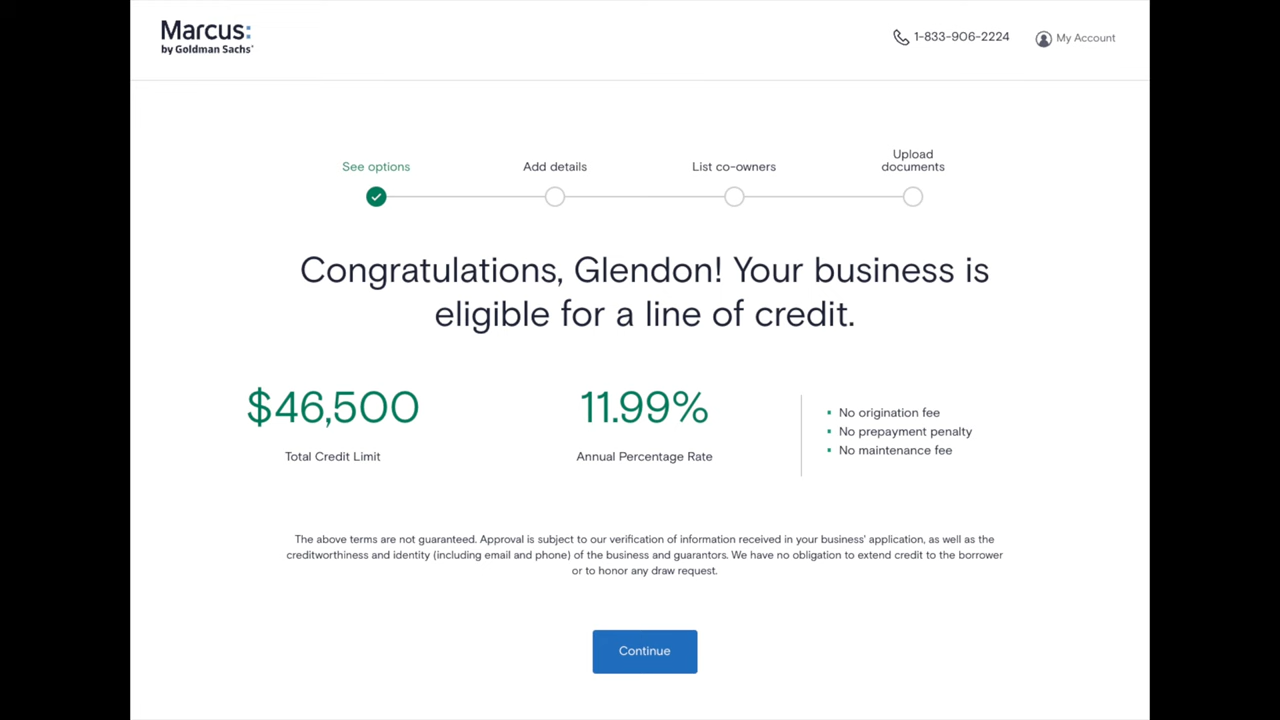 Marcus:
by Goldman Sachs®
1-833-906-2224
My Account
See options
Add details
List co-owners
Upload
documents
Congratulations, Glendon! Your business is
eligible for a line of credit.
$46,500
Total Credit Limit
11.99%
Annual Percentage Rate
▪ No origination fee
▪ No prepayment penalty
▪ No maintenance fee
The above terms are not guaranteed. Approval is subject to our verification of information received in your business' application, as well as the
creditworthiness and identity (including email and phone) of the business and guarantors. We have no obligation to extend credit to the borrower
or to honor any draw request.
Continue